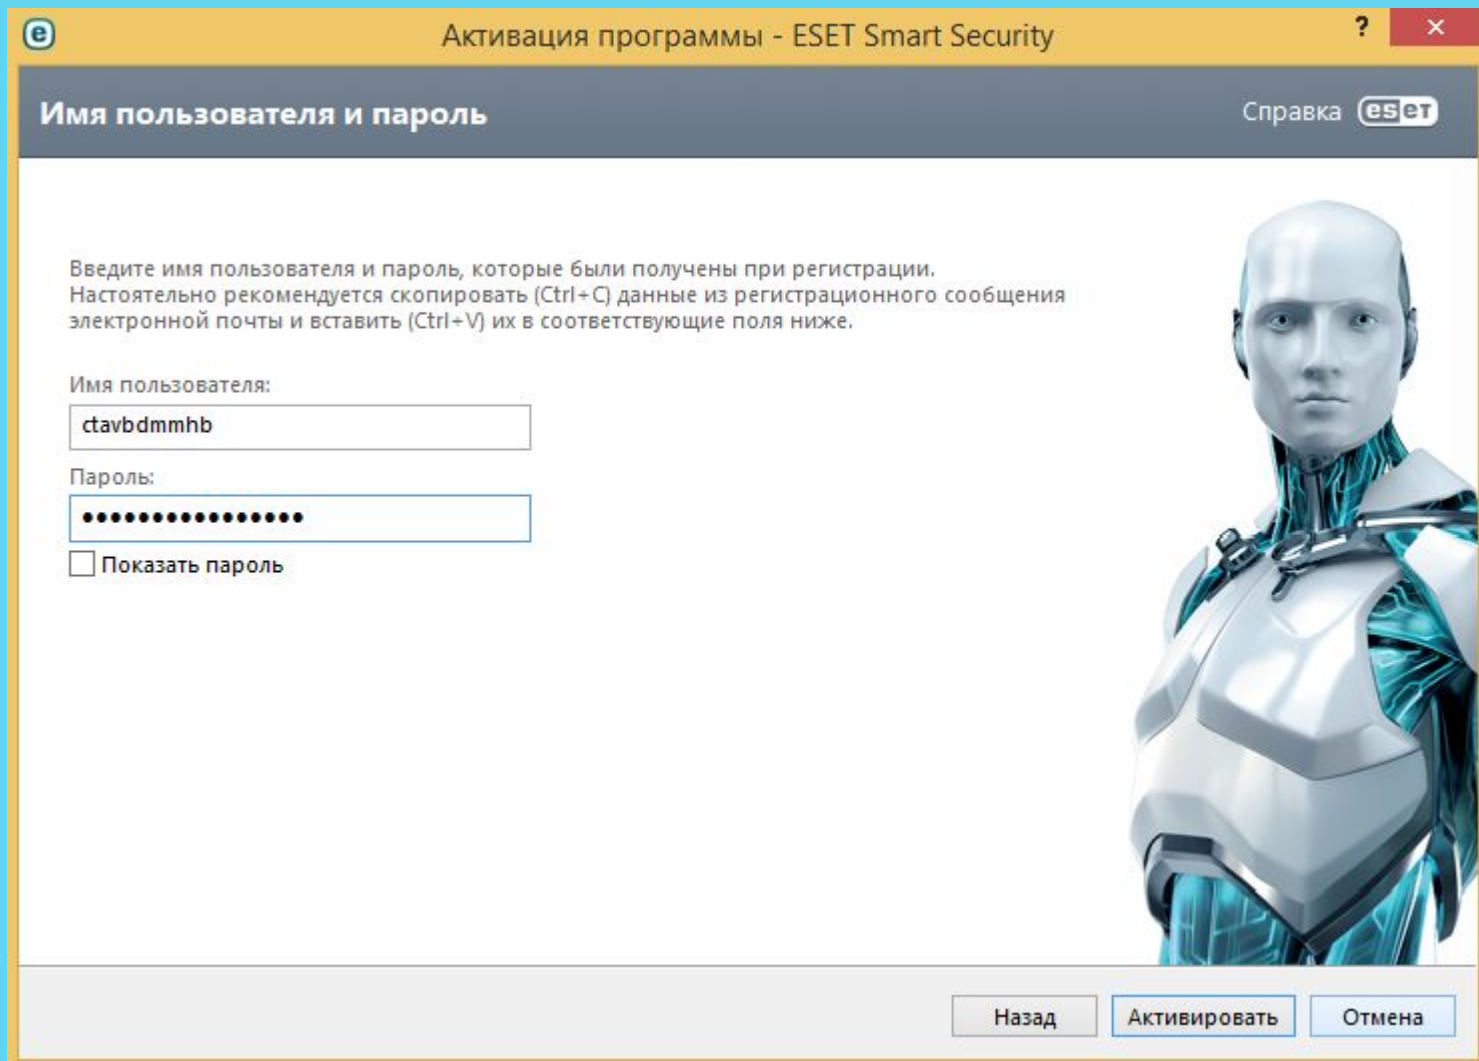 e
Активация программы - ESET Smart Security
?
Имя пользователя и пароль
Справка eseт
Введите имя пользователя и пароль, которые были получены при регистрации.
Настоятельно рекомендуется скопировать (Ctrl+C) данные из регистрационного сообщения
электронной почты и вставить (Ctrl+V) их в соответствующие поля ниже.
Имя пользователя:
ctavbdmmhb
Пароль:
••••••••••••••••
Показать пароль
Назад
Активировать
Отмена